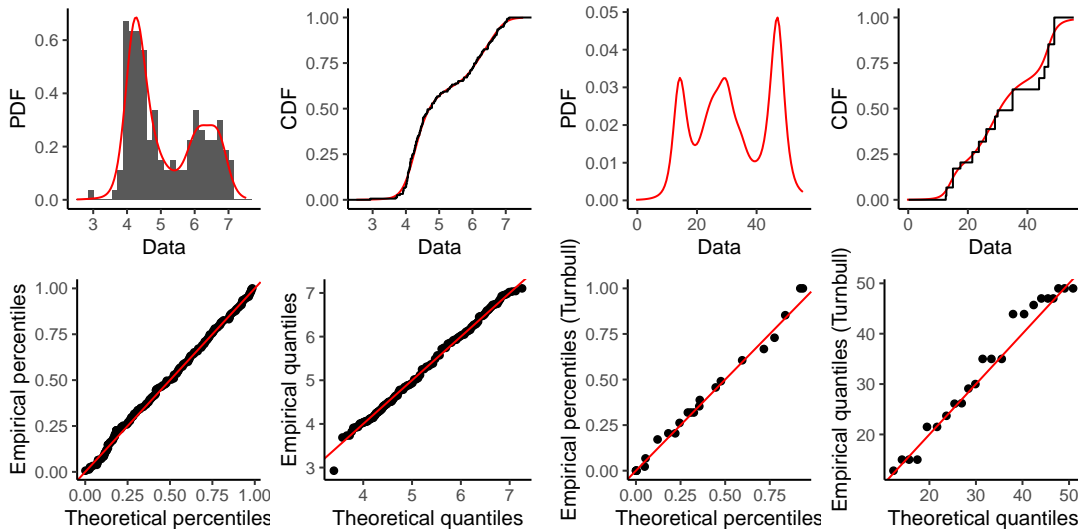 PDF
0.6
0.4
0.2
0.0
3 4 5 6 7
Data
CDF
1.00
0.75
0.50
0.25
0.00
3 4 5 6 7
Data
PDF
0.05
0.04
0.03
0.02
0.01
0.00
0 20 40
Data
CDF
1.00
0.75
0.50
0.25
0.00
0 20 40
Data
Empirical percentiles
1.00
0.75
0.50
0.25
0.00
0.00 0.25 0.50 0.75 1.00
Theoretical percentiles
Empirical quantiles
7
6
5
4
3
4 5 6 7
Theoretical quantiles
Empirical percentiles (Turnbull)
1.00
0.75
0.50
0.25
0.00
0.00 0.25 0.50 0.75
Theoretical percentiles
Empirical quantiles (Turnbull)
50
40
30
20
20 30 40 50
Theoretical quantiles